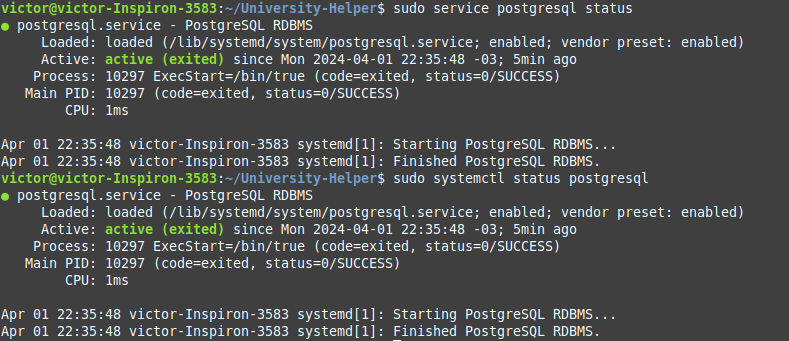 victor@victor-Inspiron-3583:~/University-Helper$ sudo service postgresql status
● postgresql.service - PostgreSQL RDBMS
     Loaded: loaded (/lib/systemd/system/postgresql.service; enabled; vendor preset: enabled)
     Active: active (exited) since Mon 2024-04-01 22:35:48 -03; 5min ago
    Process: 10297 ExecStart=/bin/true (code=exited, status=0/SUCCESS)
   Main PID: 10297 (code=exited, status=0/SUCCESS)
        CPU: 1ms

Apr 01 22:35:48 victor-Inspiron-3583 systemd[1]: Starting PostgreSQL RDBMS...
Apr 01 22:35:48 victor-Inspiron-3583 systemd[1]: Finished PostgreSQL RDBMS.
victor@victor-Inspiron-3583:~/University-Helper$ sudo systemctl status postgresql
● postgresql.service - PostgreSQL RDBMS
     Loaded: loaded (/lib/systemd/system/postgresql.service; enabled; vendor preset: enabled)
     Active: active (exited) since Mon 2024-04-01 22:35:48 -03; 5min ago
    Process: 10297 ExecStart=/bin/true (code=exited, status=0/SUCCESS)
   Main PID: 10297 (code=exited, status=0/SUCCESS)
        CPU: 1ms

Apr 01 22:35:48 victor-Inspiron-3583 systemd[1]: Starting PostgreSQL RDBMS...
Apr 01 22:35:48 victor-Inspiron-3583 systemd[1]: Finished PostgreSQL RDBMS.